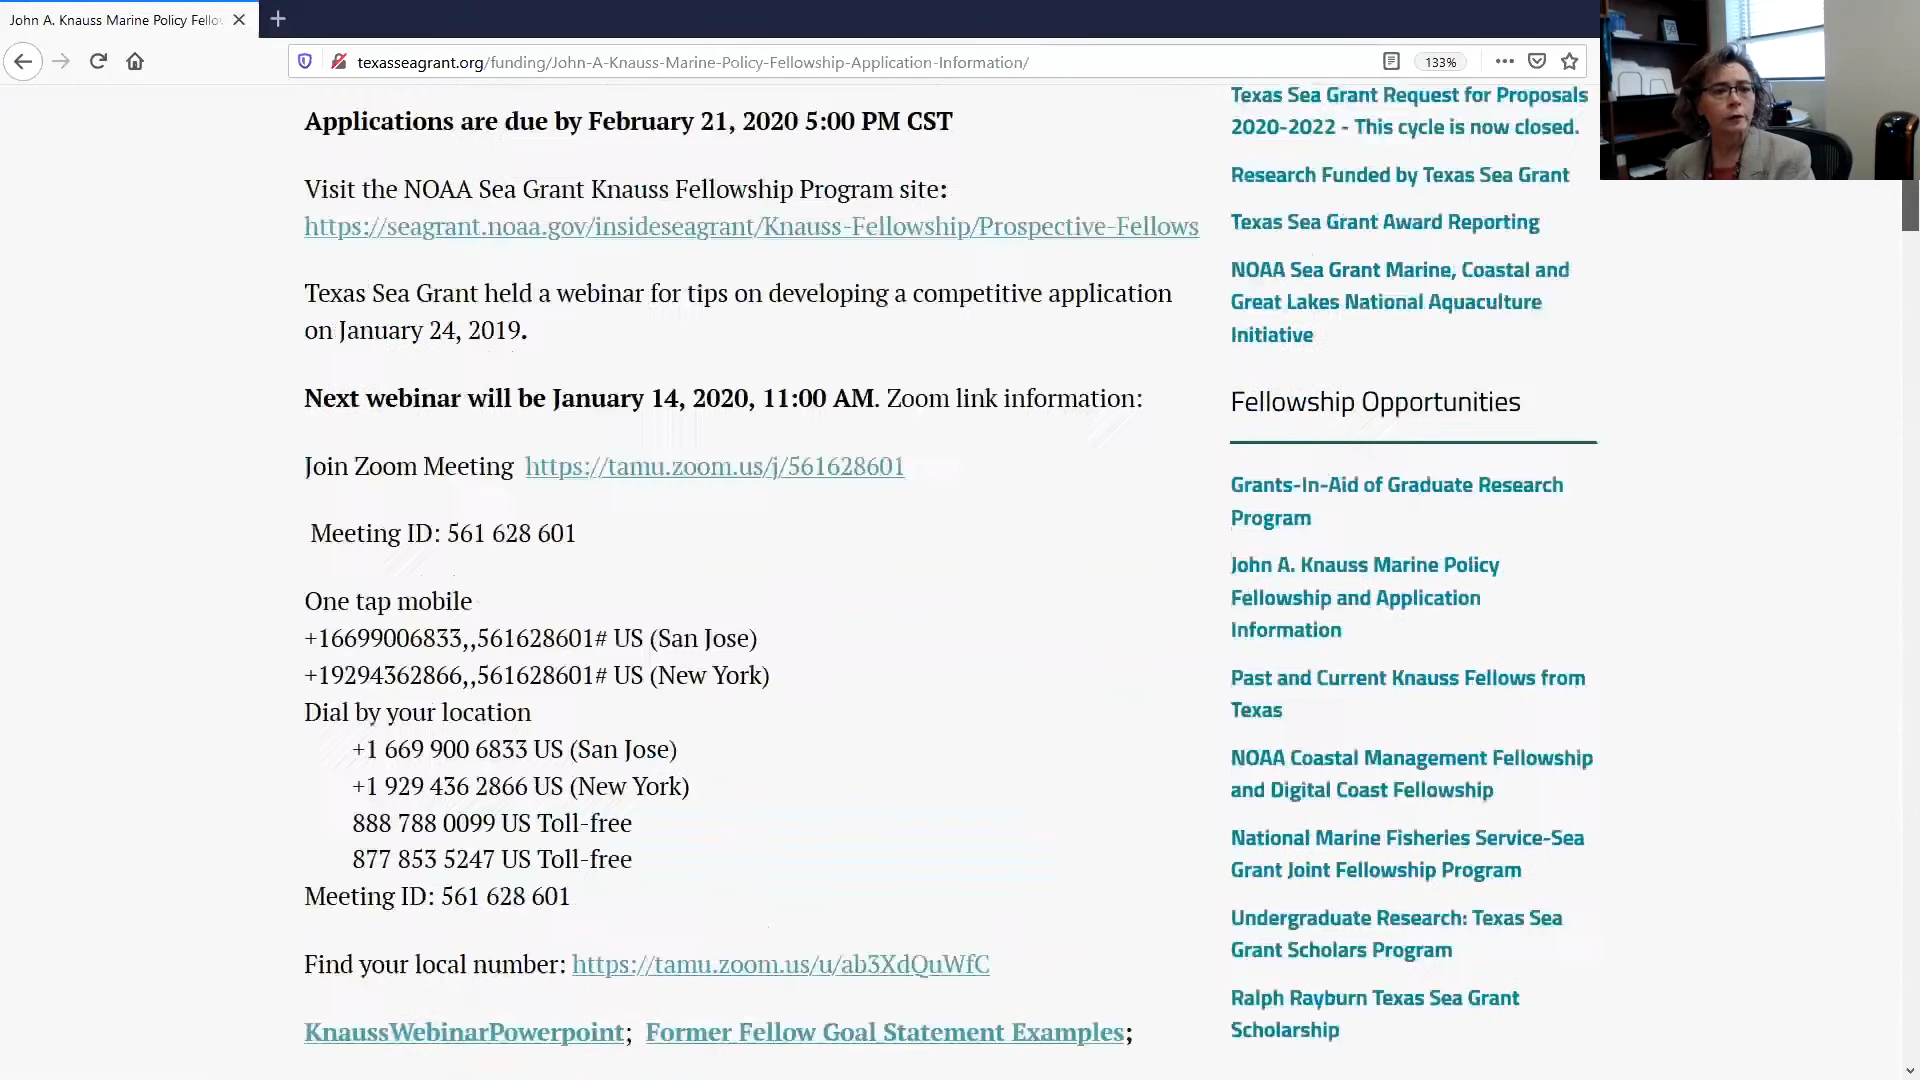 John A. Knauss Marine Policy Fello
texasseagrant.org/funding/John-A-Knauss-Marine-Policy-Fellowship-Application-Information/
133%
Applications are due by February 21, 2020 5:00 PM CST
Visit the NOAA Sea Grant Knauss Fellowship Program site:
https://seagrant.noaa.gov/insideseagrant/Knauss-Fellowship/Prospective-Fellows
Texas Sea Grant held a webinar for tips on developing a competitive application
on January 24, 2019.
Next webinar will be January 14, 2020, 11:00 AM. Zoom link information:
Join Zoom Meeting https://tamu.zoom.us/j/561628601
Meeting ID: 561 628 601
One tap mobile
+16699006833,,561628601# US (San Jose)
+19294362866,,561628601# US (New York)
Dial by your location
+1 669 900 6833 US (San Jose)
+1 929 436 2866 US (New York)
888 788 0099 US Toll-free
877 853 5247 US Toll-free
Meeting ID: 561 628 601
Find your local number: https://tamu.zoom.us/u/ab3XdQuWfC
KnaussWebinarPowerpoint; Former Fellow Goal Statement Examples;
Texas Sea Grant Request for Proposals
2020-2022 - This cycle is now closed.
Research Funded by Texas Sea Grant
Texas Sea Grant Award Reporting
NOAA Sea Grant Marine, Coastal and
Great Lakes National Aquaculture
Initiative
Fellowship Opportunities
Grants-In-Aid of Graduate Research
Program
John A. Knauss Marine Policy
Fellowship and Application
Information
Past and Current Knauss Fellows from
Texas
NOAA Coastal Management Fellowship
and Digital Coast Fellowship
National Marine Fisheries Service-Sea
Grant Joint Fellowship Program
Undergraduate Research: Texas Sea
Grant Scholars Program
Ralph Rayburn Texas Sea Grant
Scholarship